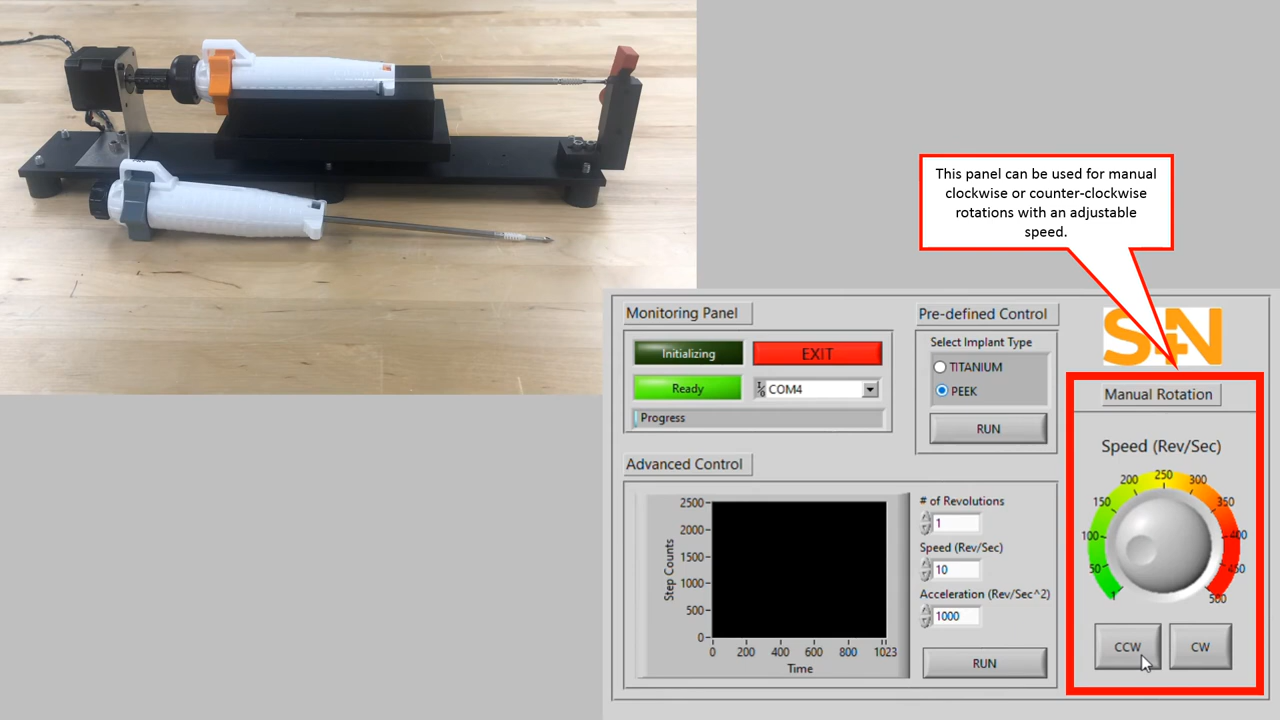 This panel can be used for manual
clockwise or counter-clockwise
rotations with an adjustable
speed.
Monitoring Panel
Initializing
EXIT
Ready
COM4
Progress
Pre-defined Control
Select Implant Type
TITANIUM
PEEK
RUN
S+N
Manual Rotation
Speed (Rev/Sec)
1
50
100
150
200
250
300
350
400
450
500
CCW
CW
Advanced Control
Step Counts
2500
2000
1500
1000
500
0
0
200
400
600
800
1023
Time
# of Revolutions
1
Speed (Rev/Sec)
10
Acceleration (Rev/Sec^2)
1000
RUN